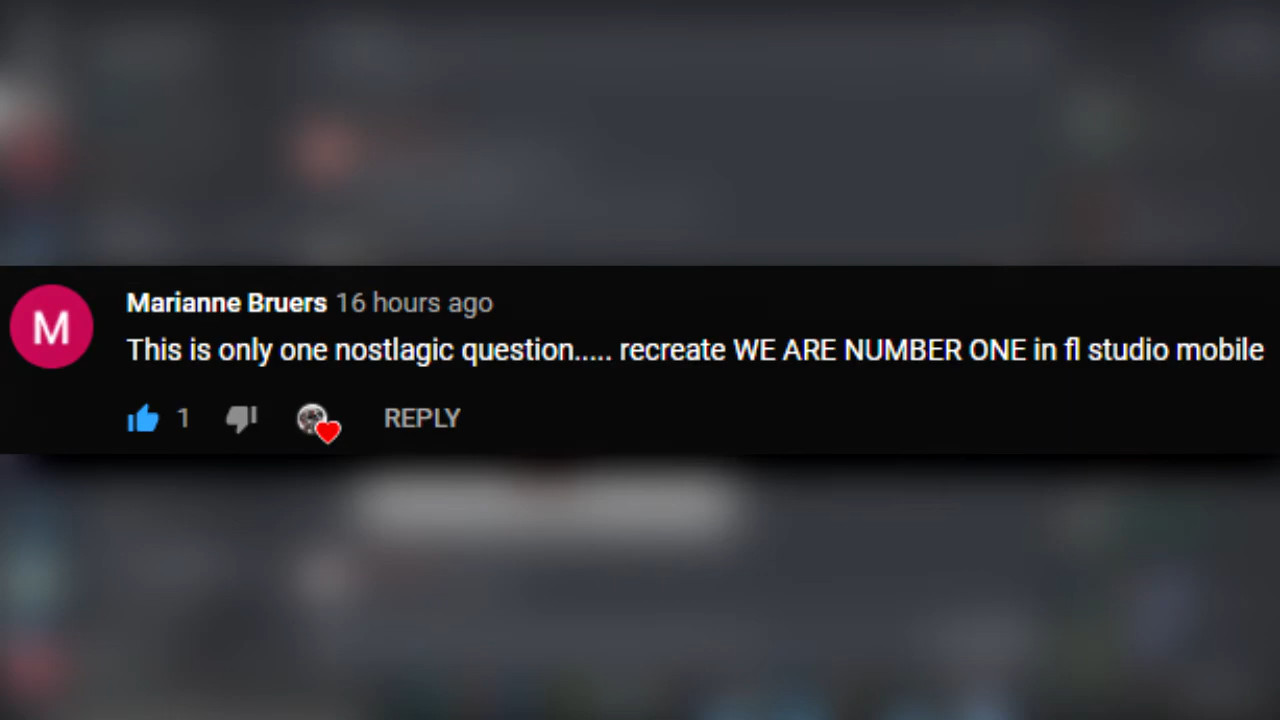 M
Marianne Bruers 16 hours ago
This is only one nostlagic question..... recreate WE ARE NUMBER ONE in fl studio mobile
1 REPLY